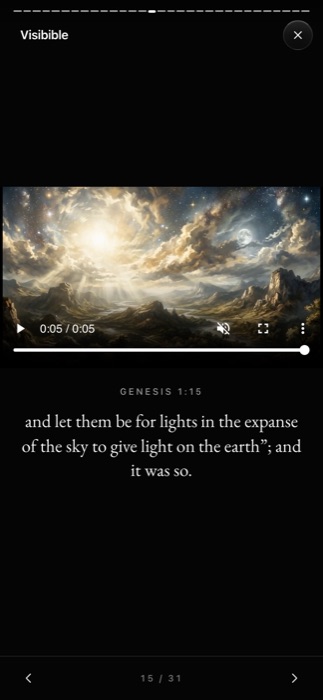 Visibible
0:05 / 0:05
GENESIS 1:15
and let them be for lights in the expanse
of the sky to give light on the earth”; and
it was so.
15 / 31